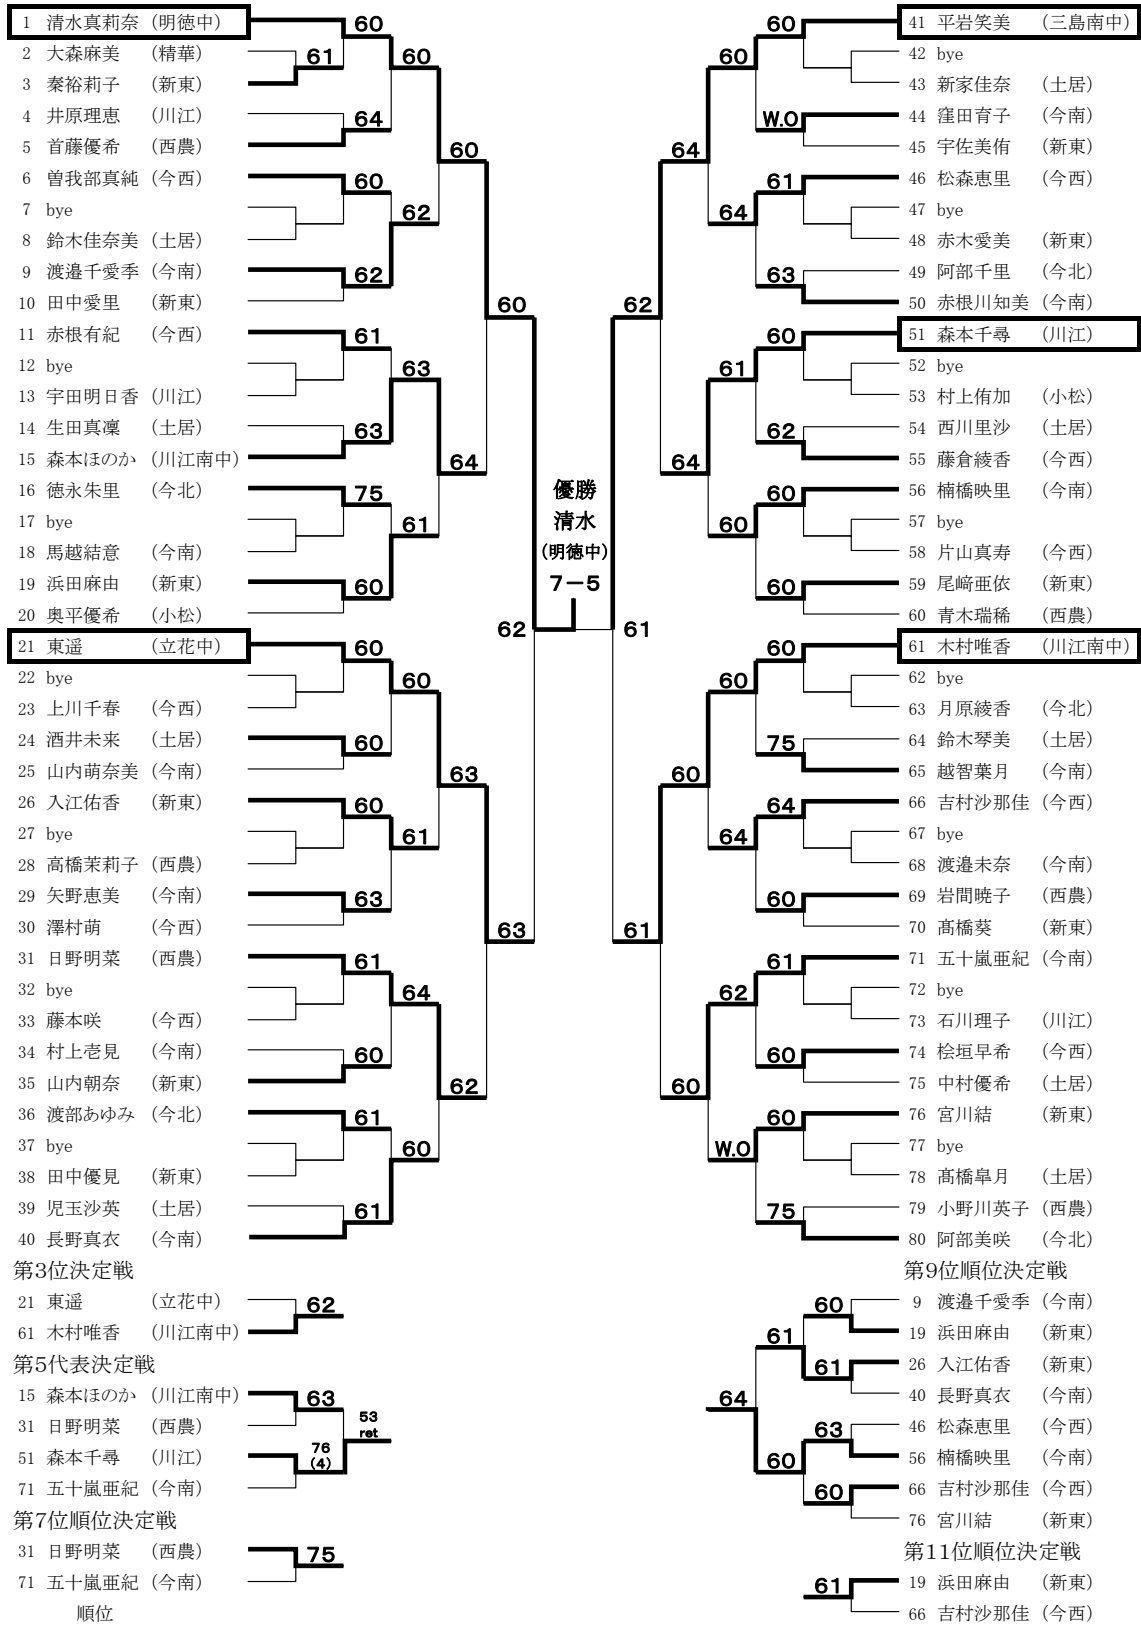 1 清水真莉奈 (明徳中)
2 大森麻美 (精華)
3 秦裕莉子 (新東)
4 井原理恵 (川江)
5 首藤優希 (西農)
6 曽我部真純 (今西)
7 bye
8 鈴木佳奈美 (土居)
9 渡邉千愛季 (今南)
10 田中愛里 (新東)
11 赤根有紀 (今西)
12 bye
13 宇田明日香 (川江)
14 生田真凜 (土居)
15 森本ほのか (川江南中)
16 徳永朱里 (今北)
17 bye
18 馬越結意 (今南)
19 浜田麻由 (新東)
20 奥平優希 (小松)
21 東遥 (立花中)
22 bye
23 上川千春 (今西)
24 酒井未来 (土居)
25 山内萌奈美 (今南)
26 入江佑香 (新東)
27 bye
28 高橋茉莉子 (西農)
29 矢野恵美 (今南)
30 澤村萌 (今西)
31 日野明菜 (西農)
32 bye
33 藤本咲 (今西)
34 村上壱見 (今南)
35 山内朝奈 (新東)
36 渡部あゆみ (今北)
37 bye
38 田中優見 (新東)
39 児玉沙英 (土居)
40 長野真衣 (今南)
61
60
64
60
62
61
63
75
60
60
60
60
63
61
60
61
61
60
62
63
61
60
61
64
60
60
64
63
62
60
63
62
優勝
清水
(明徳中)
7-5
61
62
61
64
64
60
60
60
64
61
60
60
64
62
W.O
60
W.O
61
63
60
62
60
60
60
75
64
60
61
60
60
75
41 平岩笑美 (三島南中)
42 bye
43 新家佳奈 (土居)
44 窪田育子 (今南)
45 宇佐美侑 (新東)
46 松森恵里 (今西)
47 bye
48 赤木愛美 (新東)
49 阿部千里 (今北)
50 赤根川知美 (今南)
51 森本千尋 (川江)
52 bye
53 村上侑加 (小松)
54 西川里沙 (土居)
55 藤倉綾香 (今西)
56 楠橋映里 (今南)
57 bye
58 片山真寿 (今西)
59 尾﨑亜依 (新東)
60 青木瑞稀 (西農)
61 木村唯香 (川江南中)
62 bye
63 月原綾香 (今北)
64 鈴木琴美 (土居)
65 越智葉月 (今南)
66 吉村沙那佳 (今西)
67 bye
68 渡邉未奈 (今南)
69 岩間暁子 (西農)
70 髙橋葵 (新東)
71 五十嵐亜紀 (今南)
72 bye
73 石川理子 (川江)
74 桧垣早希 (今西)
75 中村優希 (土居)
76 宮川結 (新東)
77 bye
78 髙橋皐月 (土居)
79 小野川英子 (西農)
80 阿部美咲 (今北)
第3位決定戦
21 東遥 (立花中)
61 木村唯香 (川江南中)
62
第5代表決定戦
15 森本ほのか (川江南中)
31 日野明菜 (西農)
51 森本千尋 (川江)
71 五十嵐亜紀 (今南)
63
76
(4)
53
ret
第7位順位決定戦
31 日野明菜 (西農)
71 五十嵐亜紀 (今南)
75
順位
第9位順位決定戦
9 渡邉千愛季 (今南)
19 浜田麻由 (新東)
26 入江佑香 (新東)
40 長野真衣 (今南)
46 松森恵里 (今西)
56 楠橋映里 (今南)
66 吉村沙那佳 (今西)
76 宮川結 (新東)
60
61
63
60
61
60
64
第11位順位決定戦
19 浜田麻由 (新東)
66 吉村沙那佳 (今西)
61